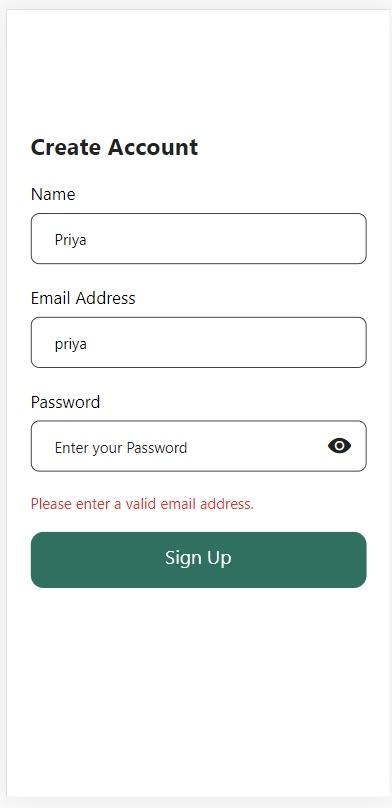 Create Account
Name
Priya
Email Address
priya
Password
Enter your Password
Please enter a valid email address.
Sign Up